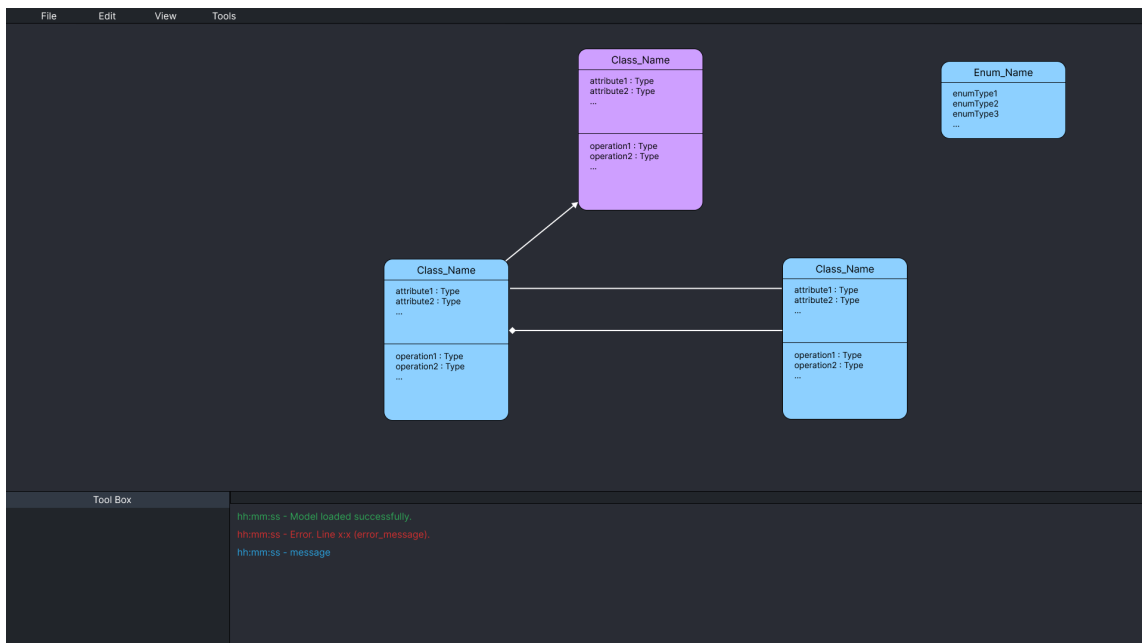 File Edit View Tools
Class_Name
attribute1 : Type
attribute2 : Type
...
operation1 : Type
operation2 : Type
...
Enum_Name
enumType1
enumType2
enumType3
...
Class_Name
attribute1 : Type
attribute2 : Type
...
operation1 : Type
operation2 : Type
...
Class_Name
attribute1 : Type
attribute2 : Type
...
operation1 : Type
operation2 : Type
...
Tool Box
hh:mm:ss - Model loaded successfully.
hh:mm:ss - Error. Line x:x (error_message).
hh:mm:ss - message